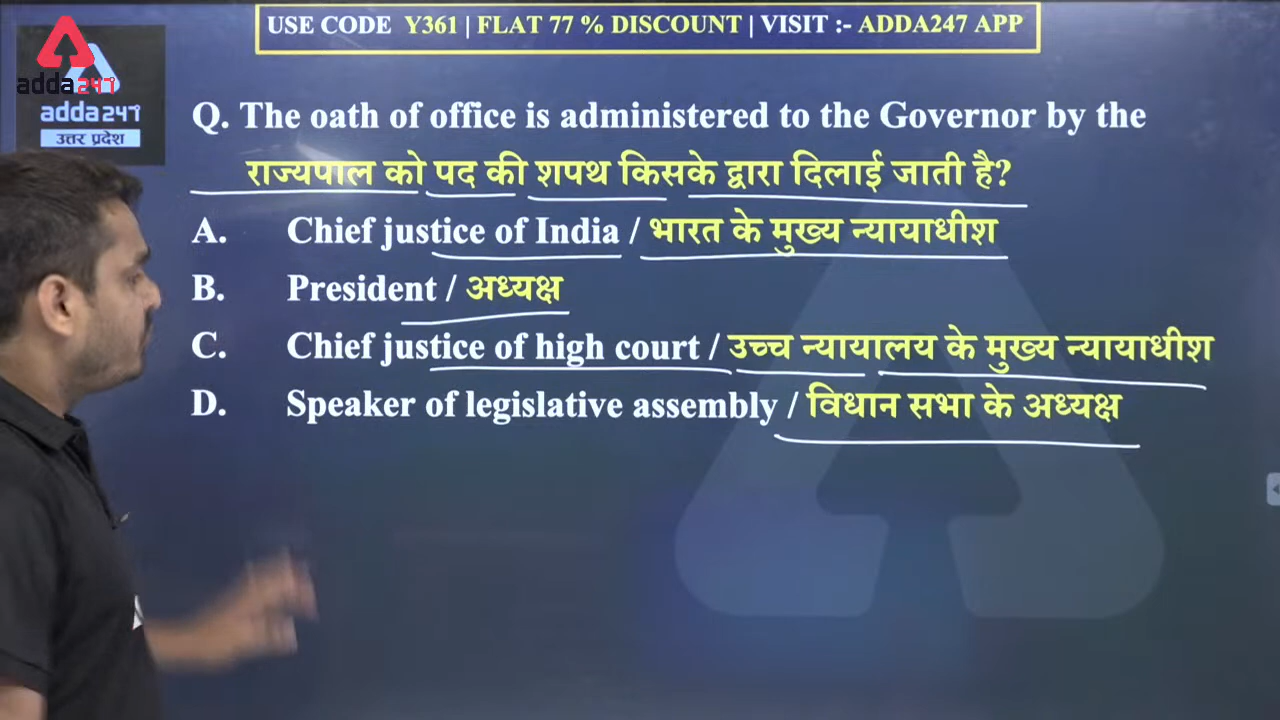 USE CODE Y361 | FLAT 77 % DISCOUNT | VISIT :- ADDA247 APP
adda247
adda247
उत्तर प्रदेश
Q. The oath of office is administered to the Governor by the
राज्यपाल को पद की शपथ किसके द्वारा दिलाई जाती है?
A. Chief justice of India / भारत के मुख्य न्यायाधीश
B. President / अध्यक्ष
C. Chief justice of high court / उच्च न्यायालय के मुख्य न्यायाधीश
D. Speaker of legislative assembly / विधान सभा के अध्यक्ष